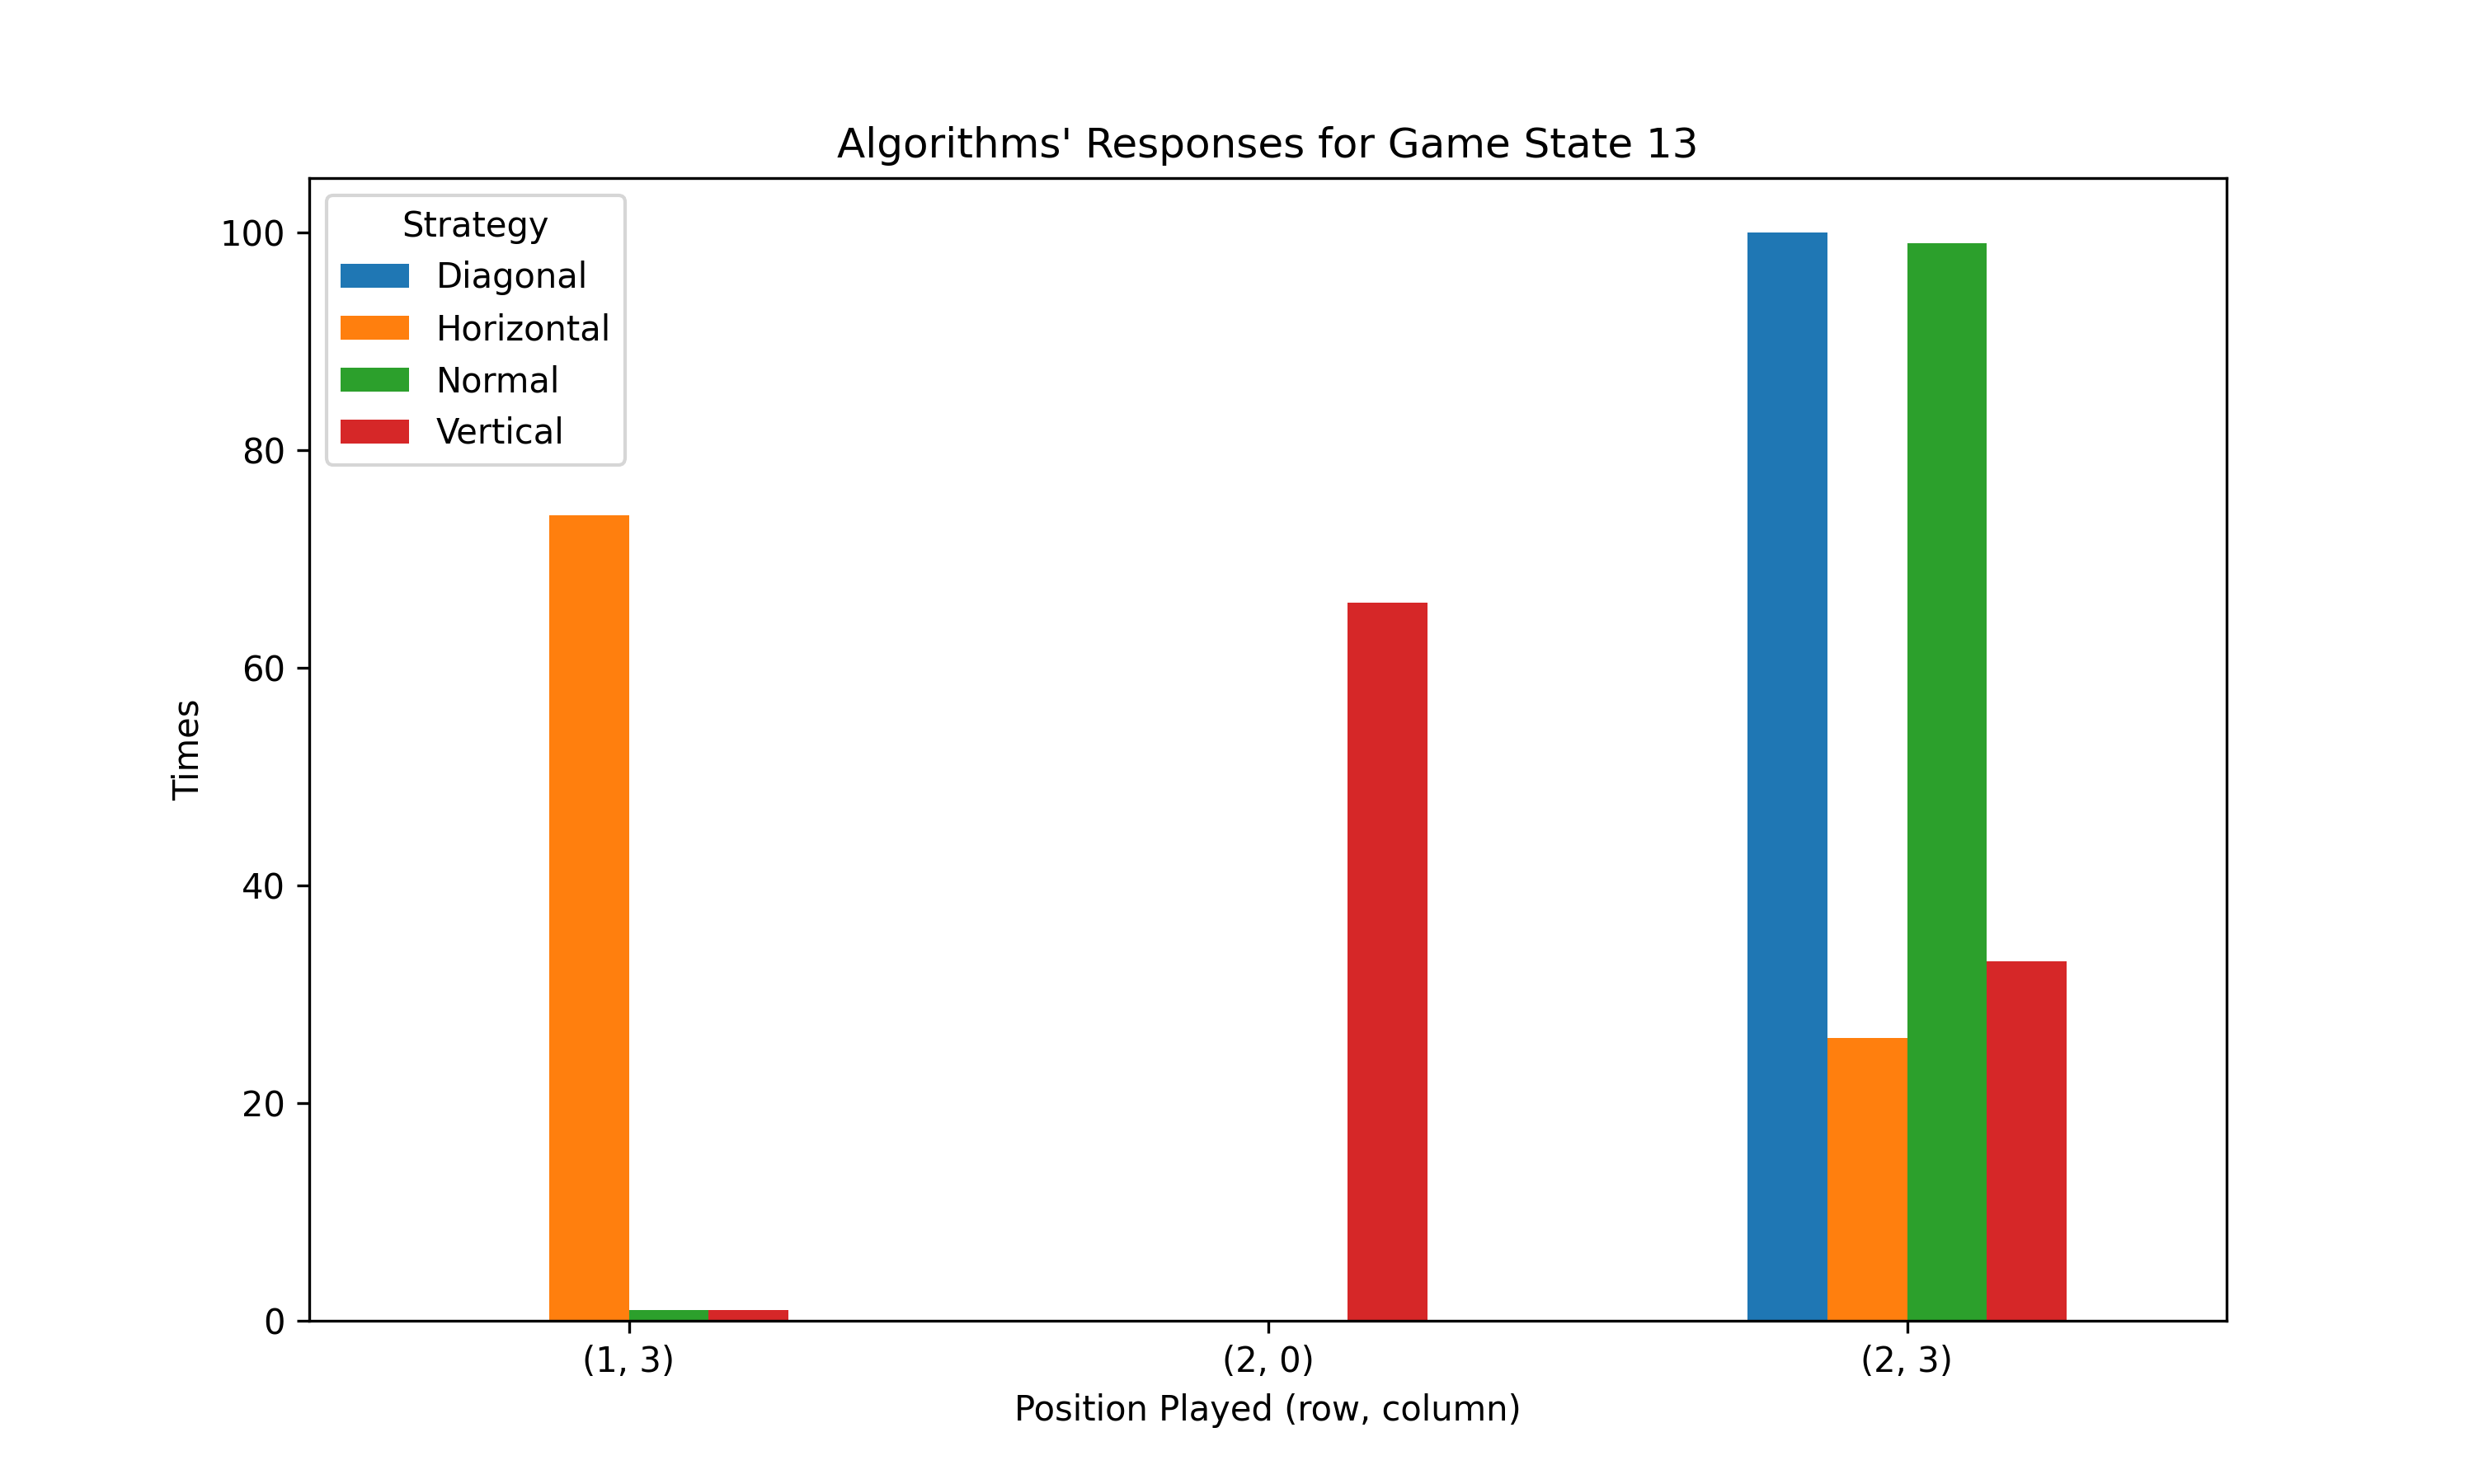 Algorithms' Responses for Game State 13
Strategy
Diagonal
Horizontal
Normal
Vertical
100
80
60
40
20
0
Times
(1, 3)
(2, 0)
(2, 3)
Position Played (row, column)